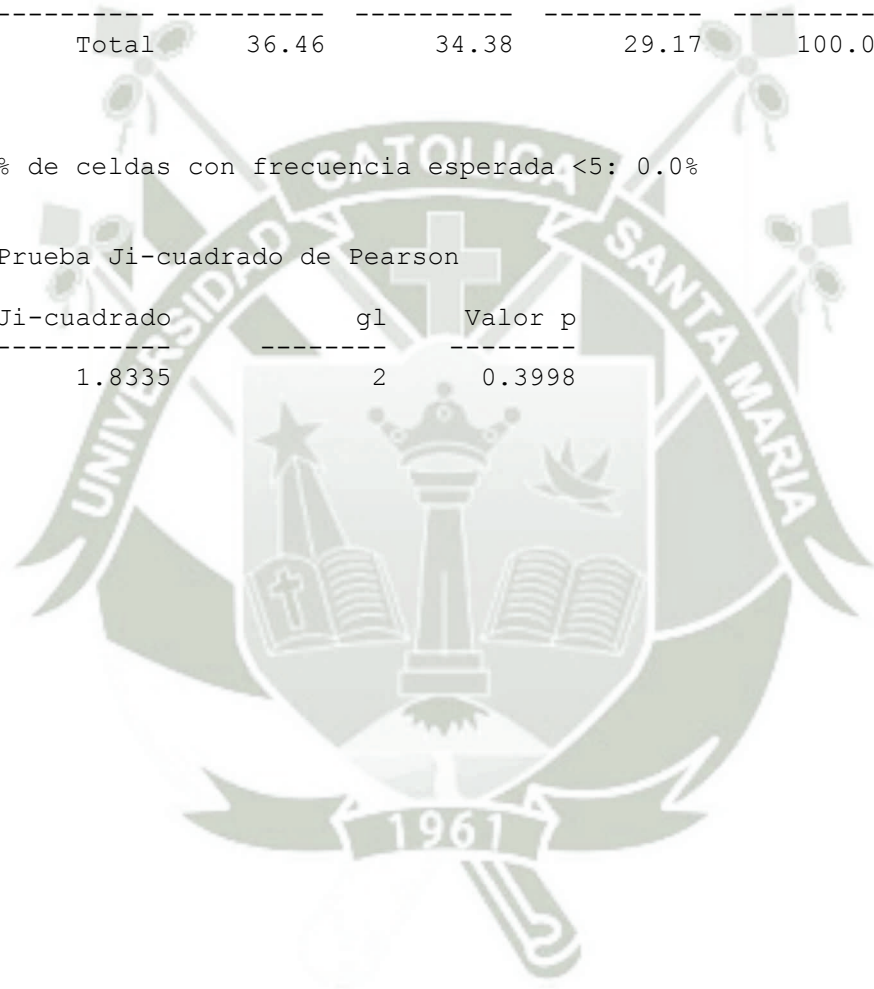 ---------- ---------- ---------- ---------- ---------
Total 36.46 34.38 29.17 100.0
% de celdas con frecuencia esperada <5: 0.0%
Prueba Ji-cuadrado de Pearson
Ji-cuadrado gl Valor p
----------- -------- --------
1.8335 2 0.3998
UNIVERSIDAD CATOLICA SANTA MARIA
1961